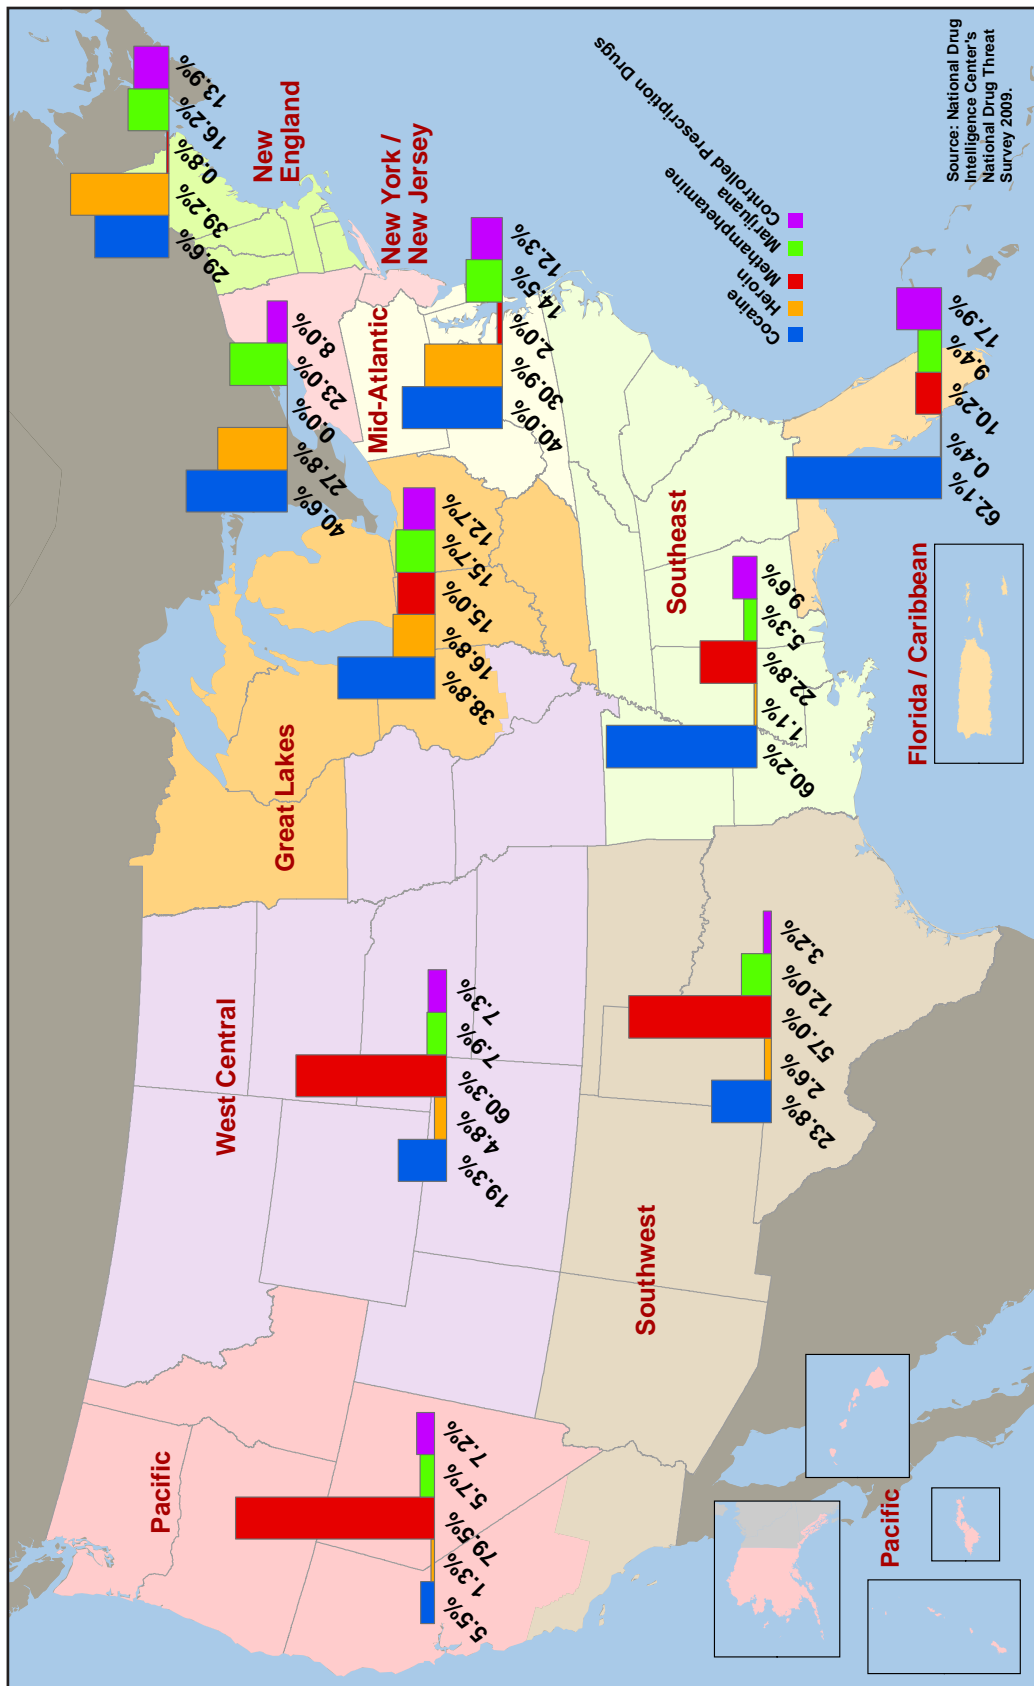 Pacific
5.5%
1.3%
79.5%
5.7%
7.2%
West Central
19.3%
4.8%
60.3%
7.9%
7.3%
Southwest
23.8%
2.6%
57.0%
12.0%
3.2%
Great Lakes
38.8%
16.8%
15.0%
15.7%
12.7%
Southeast
60.2%
1.1%
22.8%
5.3%
9.6%
Florida / Caribbean
62.1%
0.4%
10.2%
9.4%
17.9%
Mid-Atlantic
40.0%
30.9%
2.0%
14.5%
12.3%
New York /
New Jersey
40.6%
27.8%
0.0%
23.0%
8.0%
New
England
29.6%
39.2%
0.8%
16.2%
13.9%
Pacific
Cocaine
Heroin
Methamphetamine
Marijuana
Controlled Prescription Drugs
Source: National Drug
Intelligence Center's
National Drug Threat
Survey 2009.